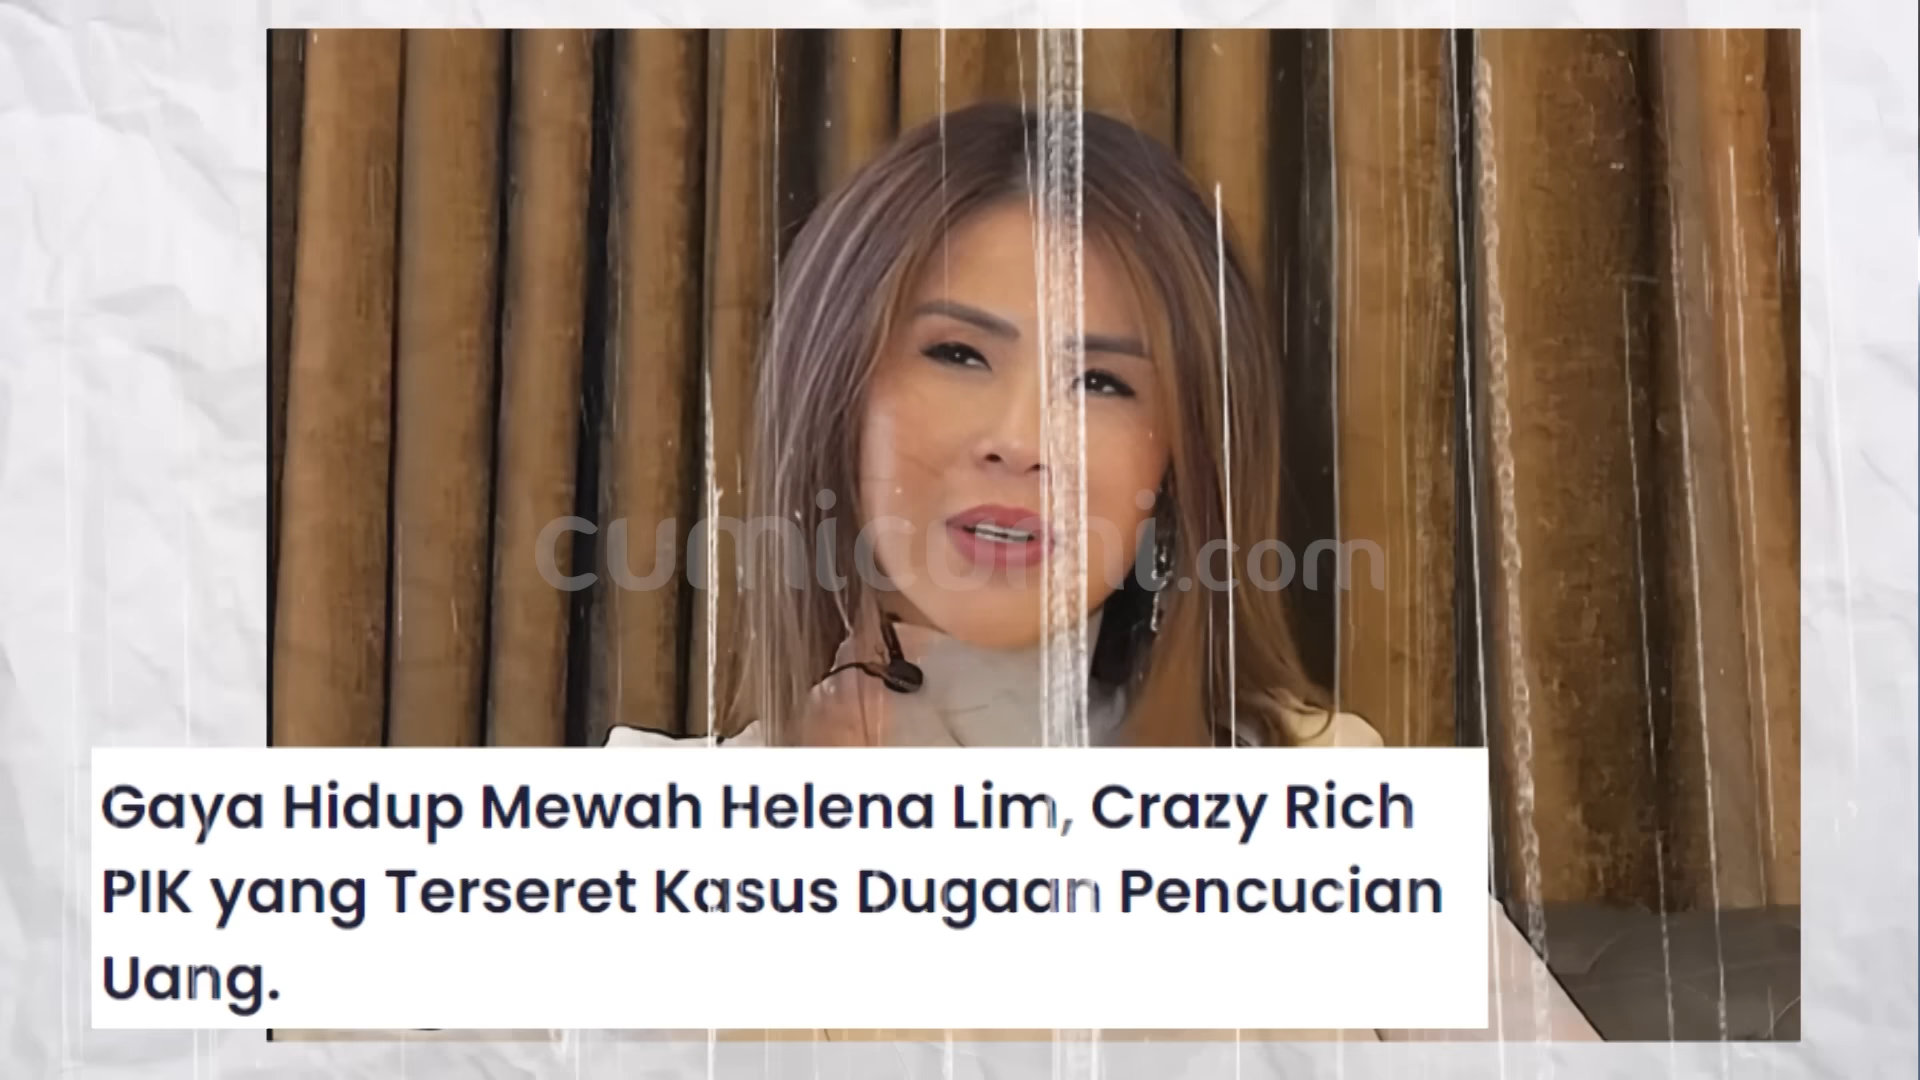 cumicumi.com
Gaya Hidup Mewah Helena Lim, Crazy Rich
PIK yang Terseret Kasus Dugaan Pencucian
Uang.